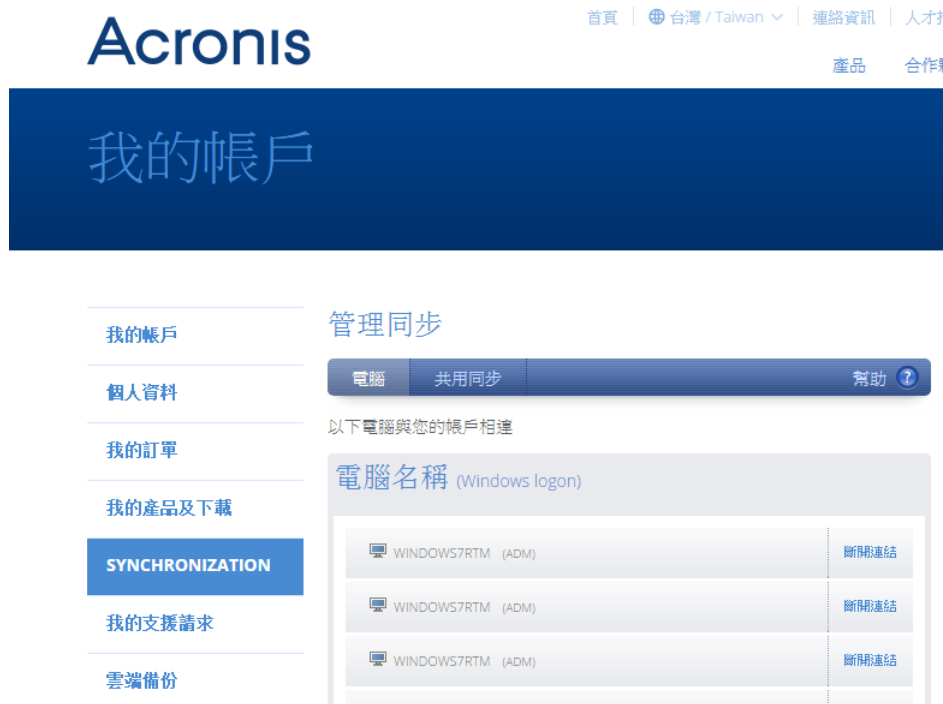 Acronis
首頁 台灣 / Taiwan 連絡資訊
產品
我的帳戶
我的帳戶
個人資料
我的訂單
我的產品及下載
SYNCHRONIZATION
我的支援請求
雲端備份
管理同步
電腦 共用同步 幫助 ?
以下電腦與您的帳戶相連
電腦名稱 (Windows logon)
WINDOWS7RTM (ADM) 斷開連結
WINDOWS7RTM (ADM) 斷開連結
WINDOWS7RTM (ADM) 斷開連結